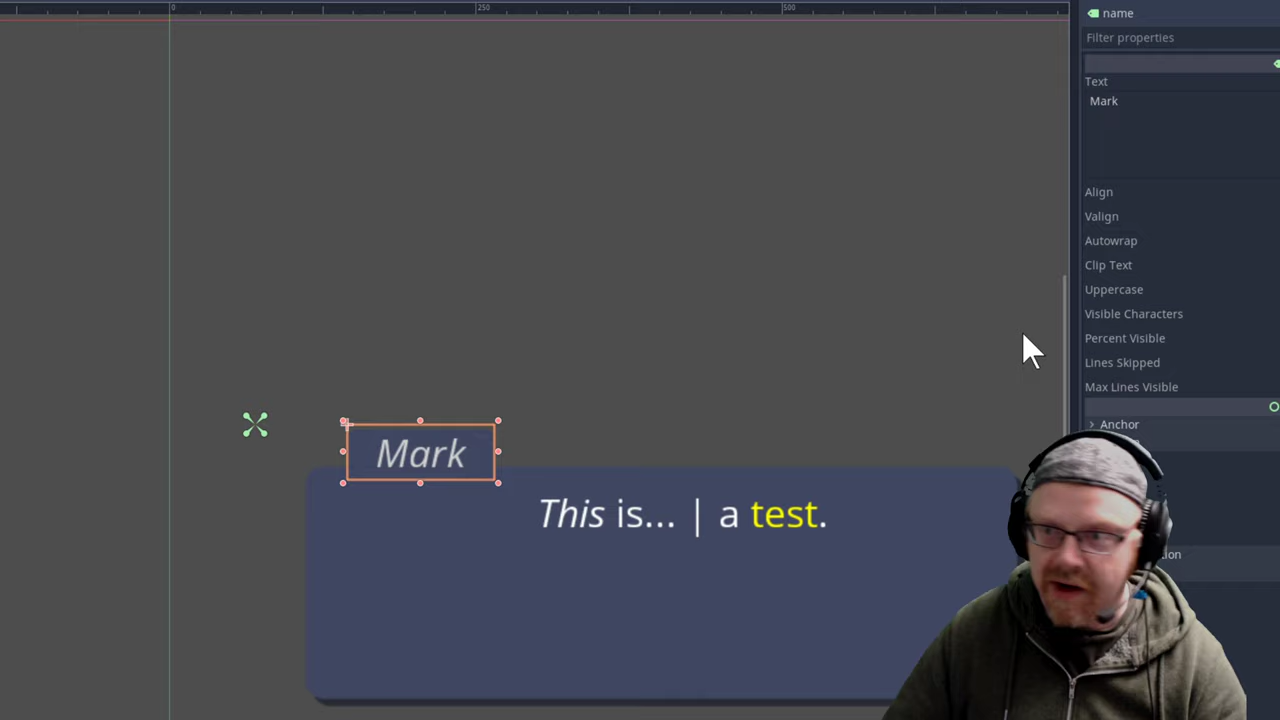 0
250
500
name
Filter properties
Text
Mark
Align
Valign
Autowrap
Clip Text
Uppercase
Visible Characters
Percent Visible
Lines Skipped
Max Lines Visible
Anchor
Mark
This is... | a test.